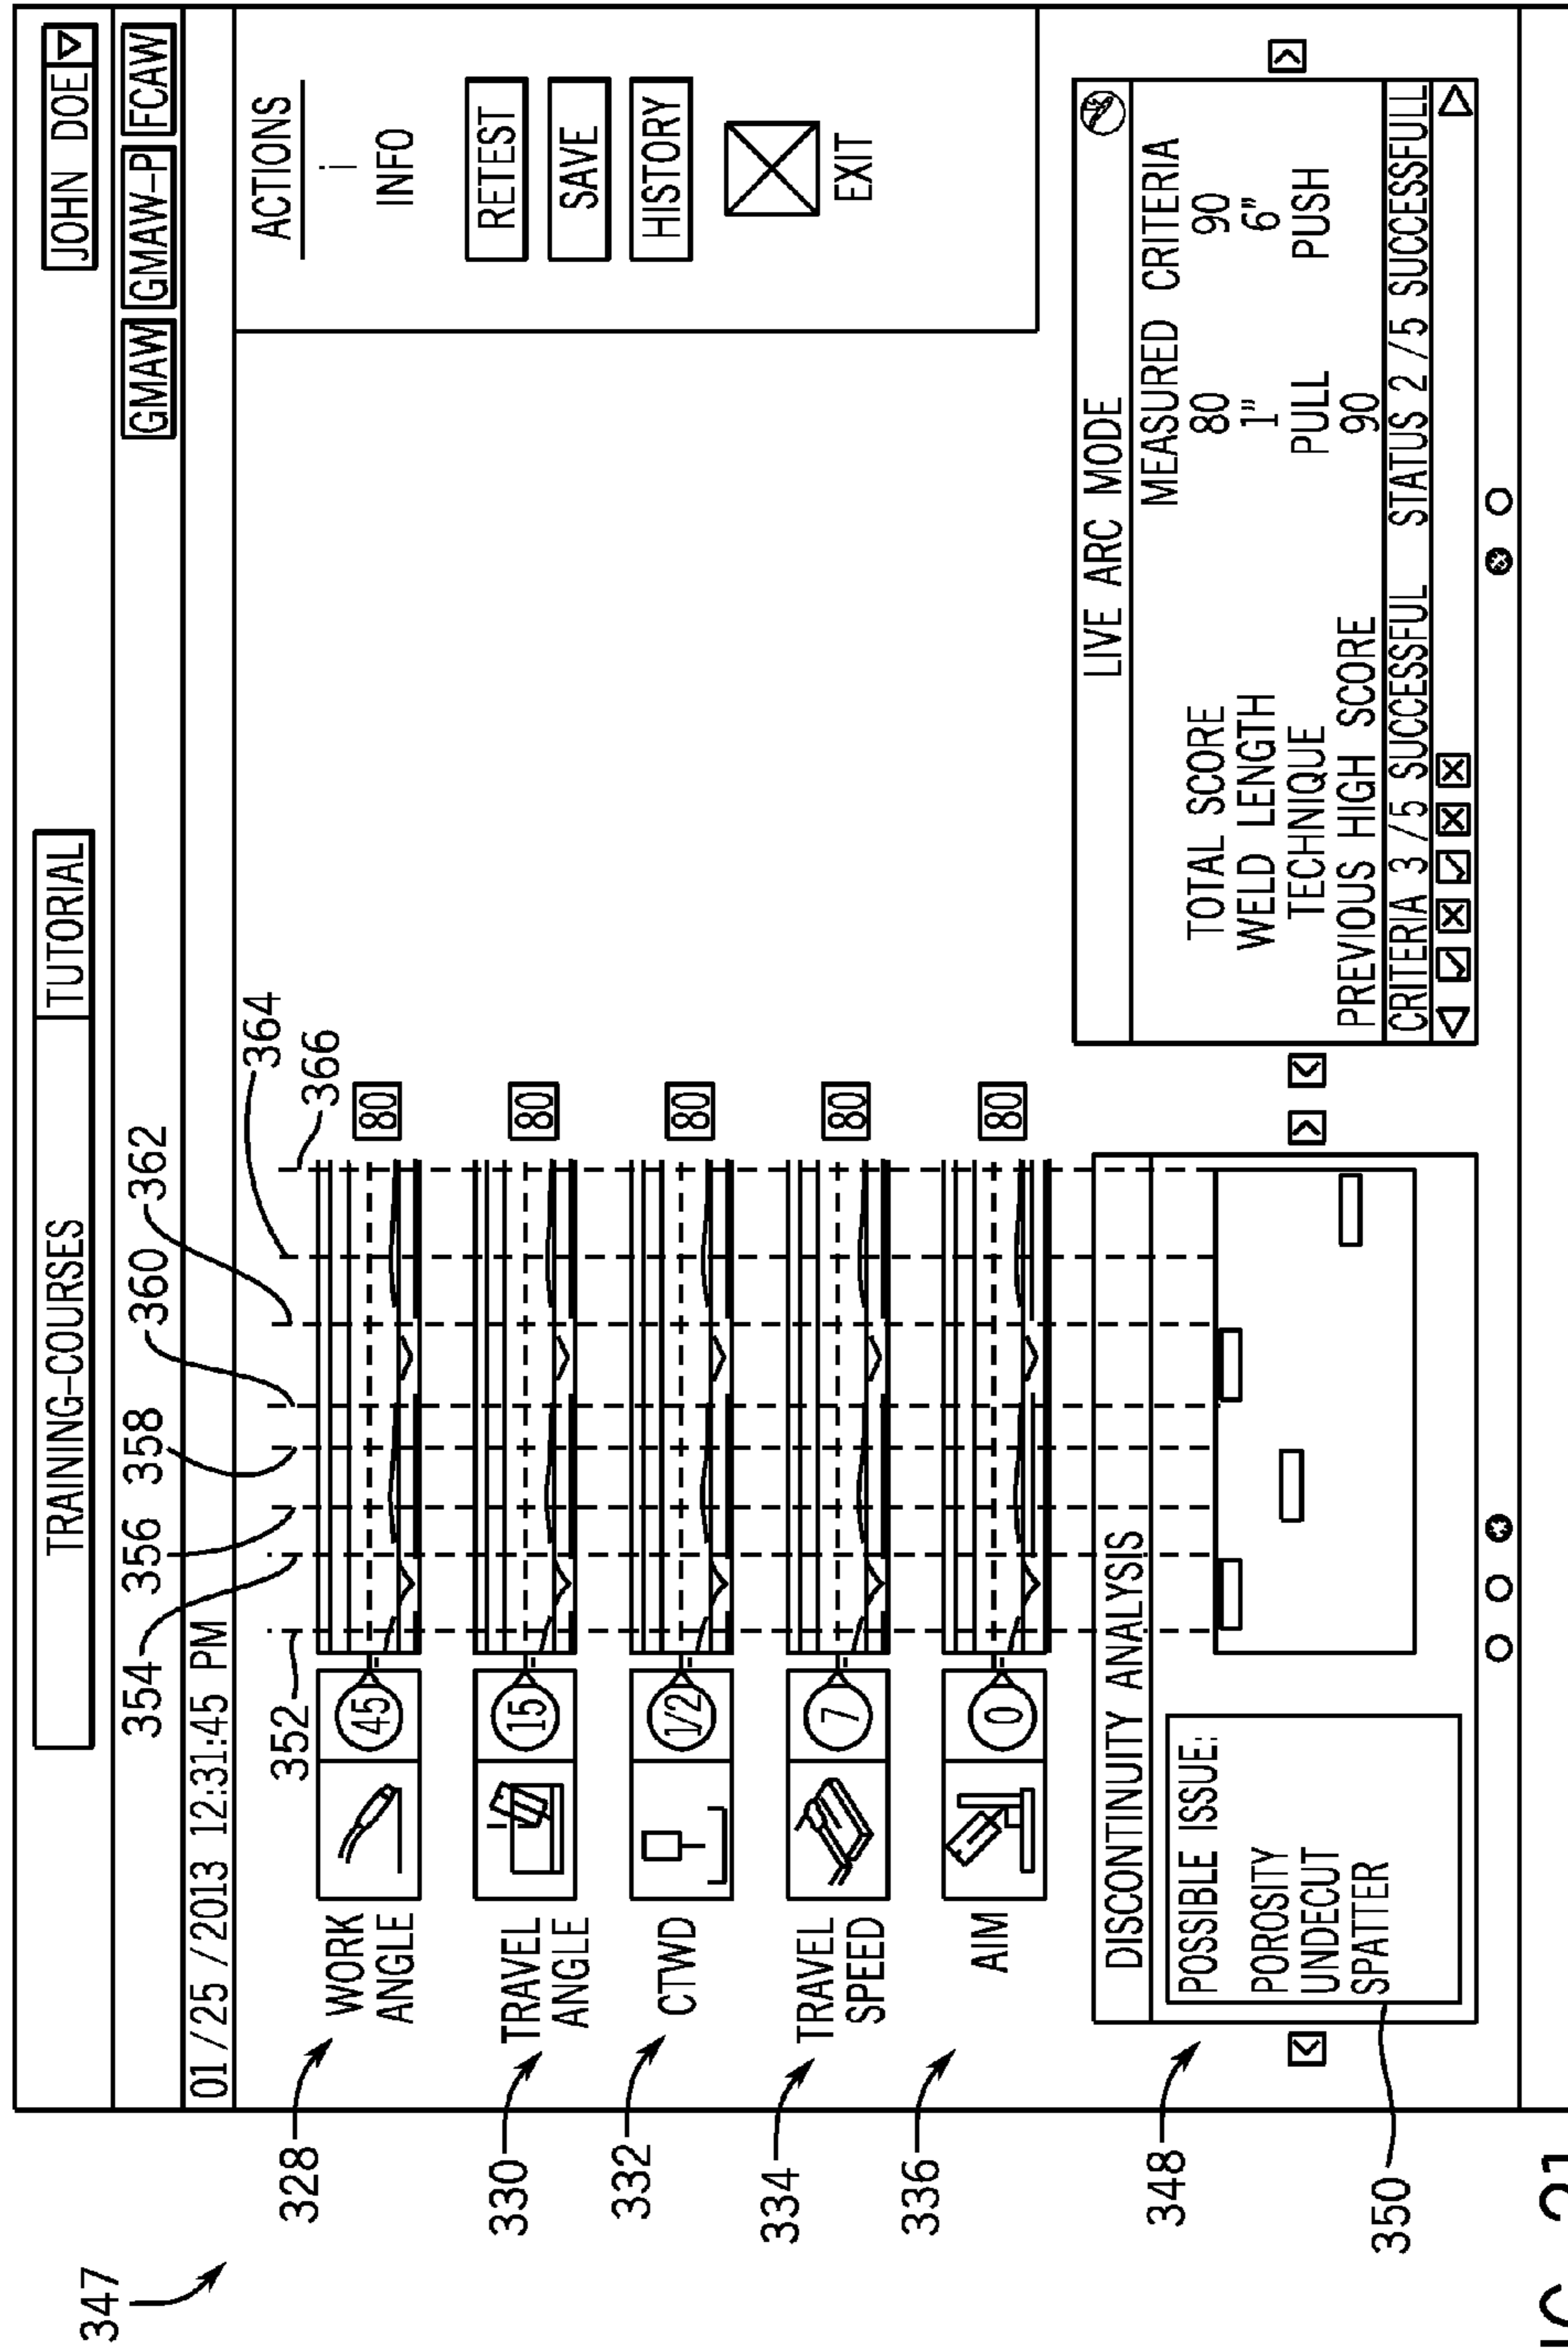 347
TRAINING-COURSES
TUTORIAL
JOHN DOE
GMAW
GMAW-P
FCAW
01/25/2013 12:31:45 PM
352
354
356
358
360
362
364
366
328
WORK
ANGLE
45
80
330
TRAVEL
ANGLE
15
80
332
CTWD
1/2
80
334
TRAVEL
SPEED
7
80
336
AIM
0
80
ACTIONS
i
INFO
RETEST
SAVE
HISTORY
EXIT
348
DISCONTINUITY ANALYSIS
POSSIBLE ISSUE:
POROSITY
UNDECUT
SPATTER
350
LIVE ARC MODE
MEASURED CRITERIA
TOTAL SCORE 80 90
WELD LENGTH 1" 6"
TECHNIQUE PULL PUSH
PREVIOUS HIGH SCORE 90
CRITERIA 3 /5 SUCCESSFUL STATUS 2 /5 SUCCESSFULL